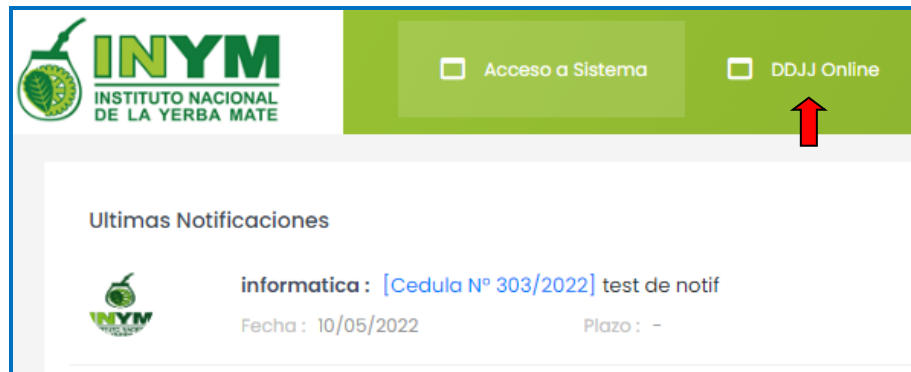 INYM
INSTITUTO NACIONAL
DE LA YERBA MATE
Acceso a Sistema
DDJJ Online
Ultimas Notificaciones
informatica : [Cedula Nº 303/2022] test de notif
INYM
Fecha : 10/05/2022 Plazo : -